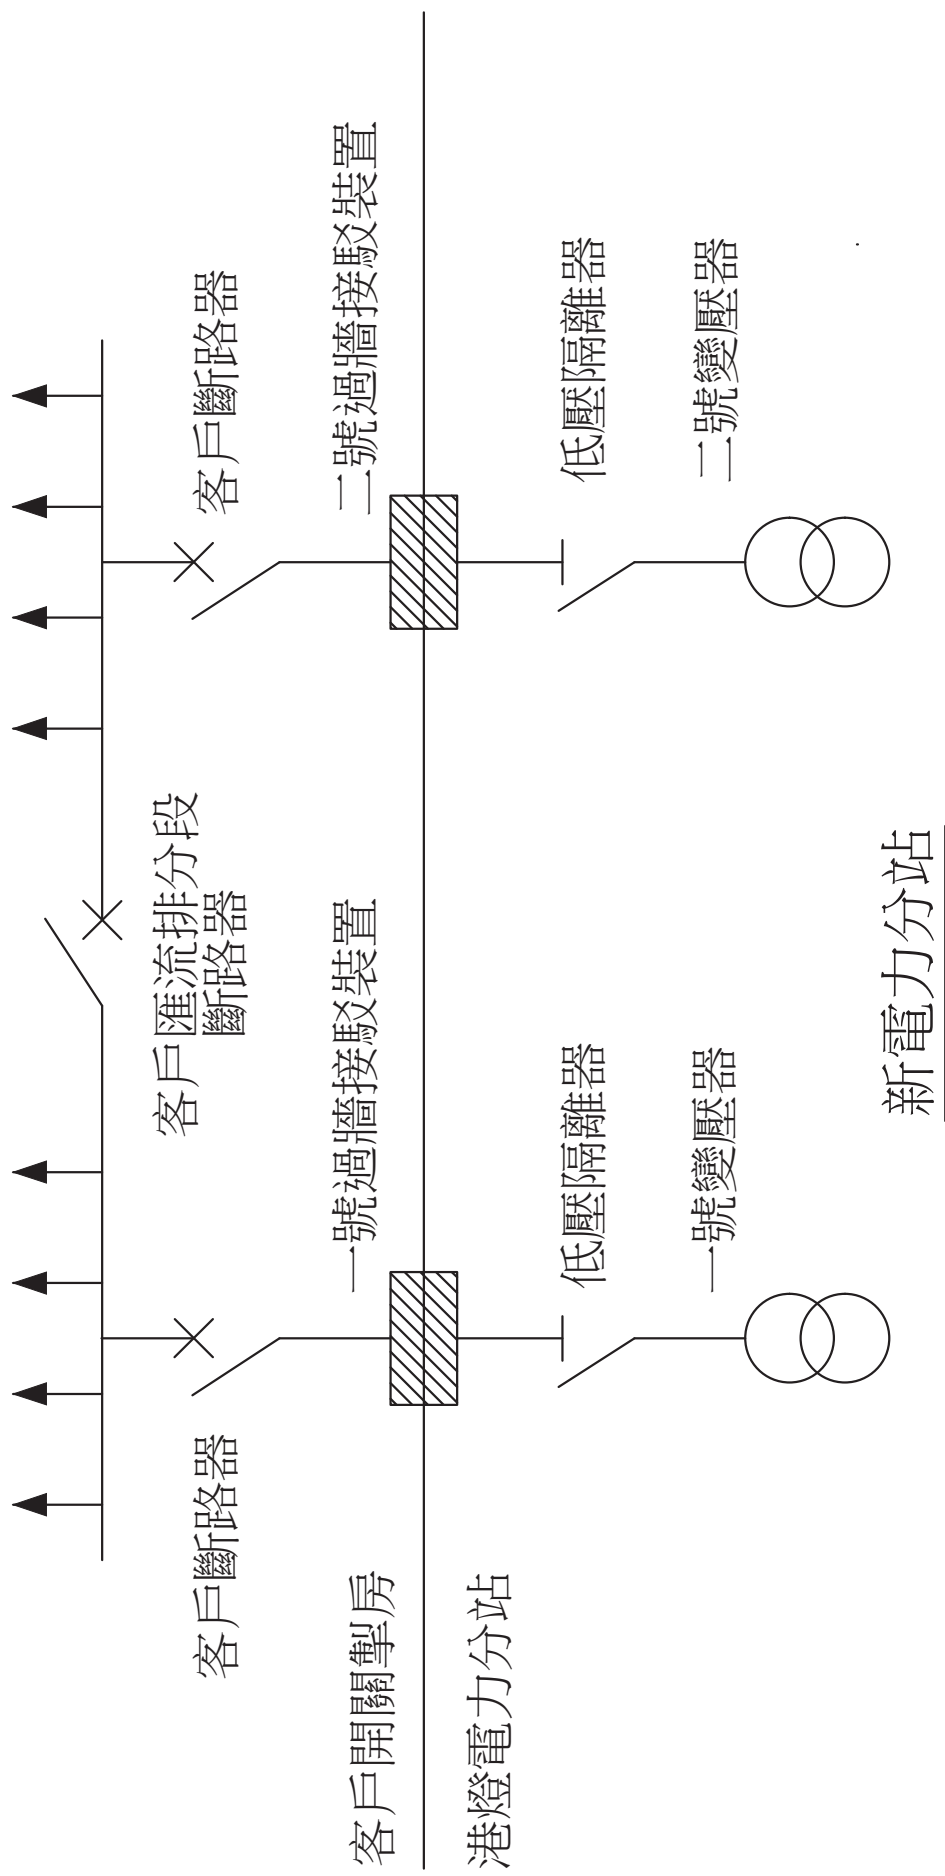 客戶匯流排分段
斷路器
客戶斷路器
客戶斷路器
客戶開關掣房
一號過牆接駁裝置
二號過牆接駁裝置
港燈電力分站
低壓隔離器
低壓隔離器
一號變壓器
二號變壓器
新電力分站